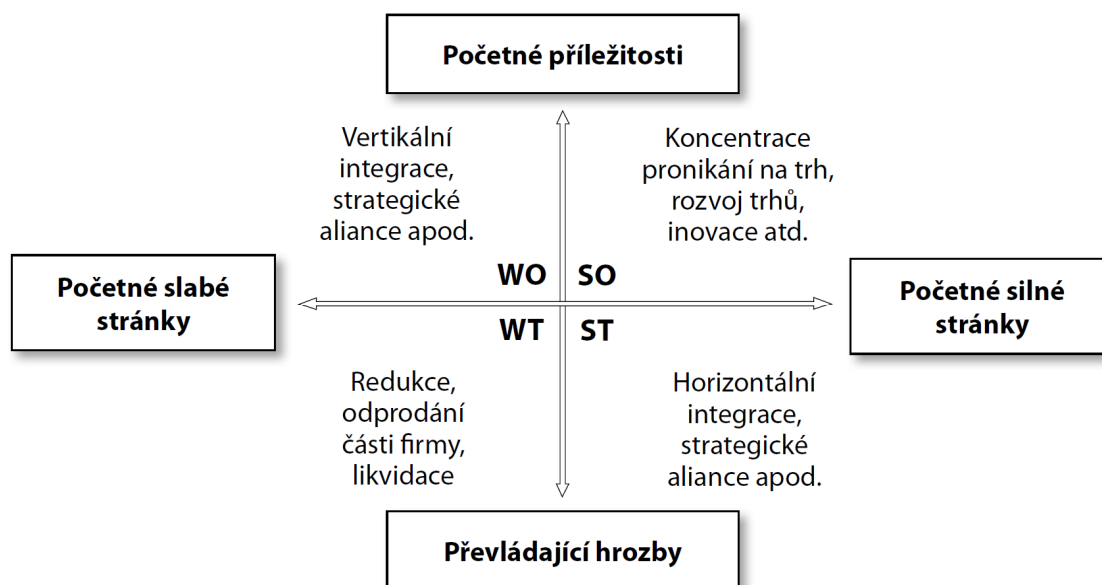 Početné příležitosti
Vertikální
integrace,
strategické
aliance apod.
Koncentrace
pronikání na trh,
rozvoj trhů,
inovace atd.
Početné slabé
stránky
WO
SO
WT
ST
Početné silné
stránky
Redukce,
odprodání
části firmy,
likvidace
Horizontální
integrace,
strategické
aliance apod.
Převládající hrozby